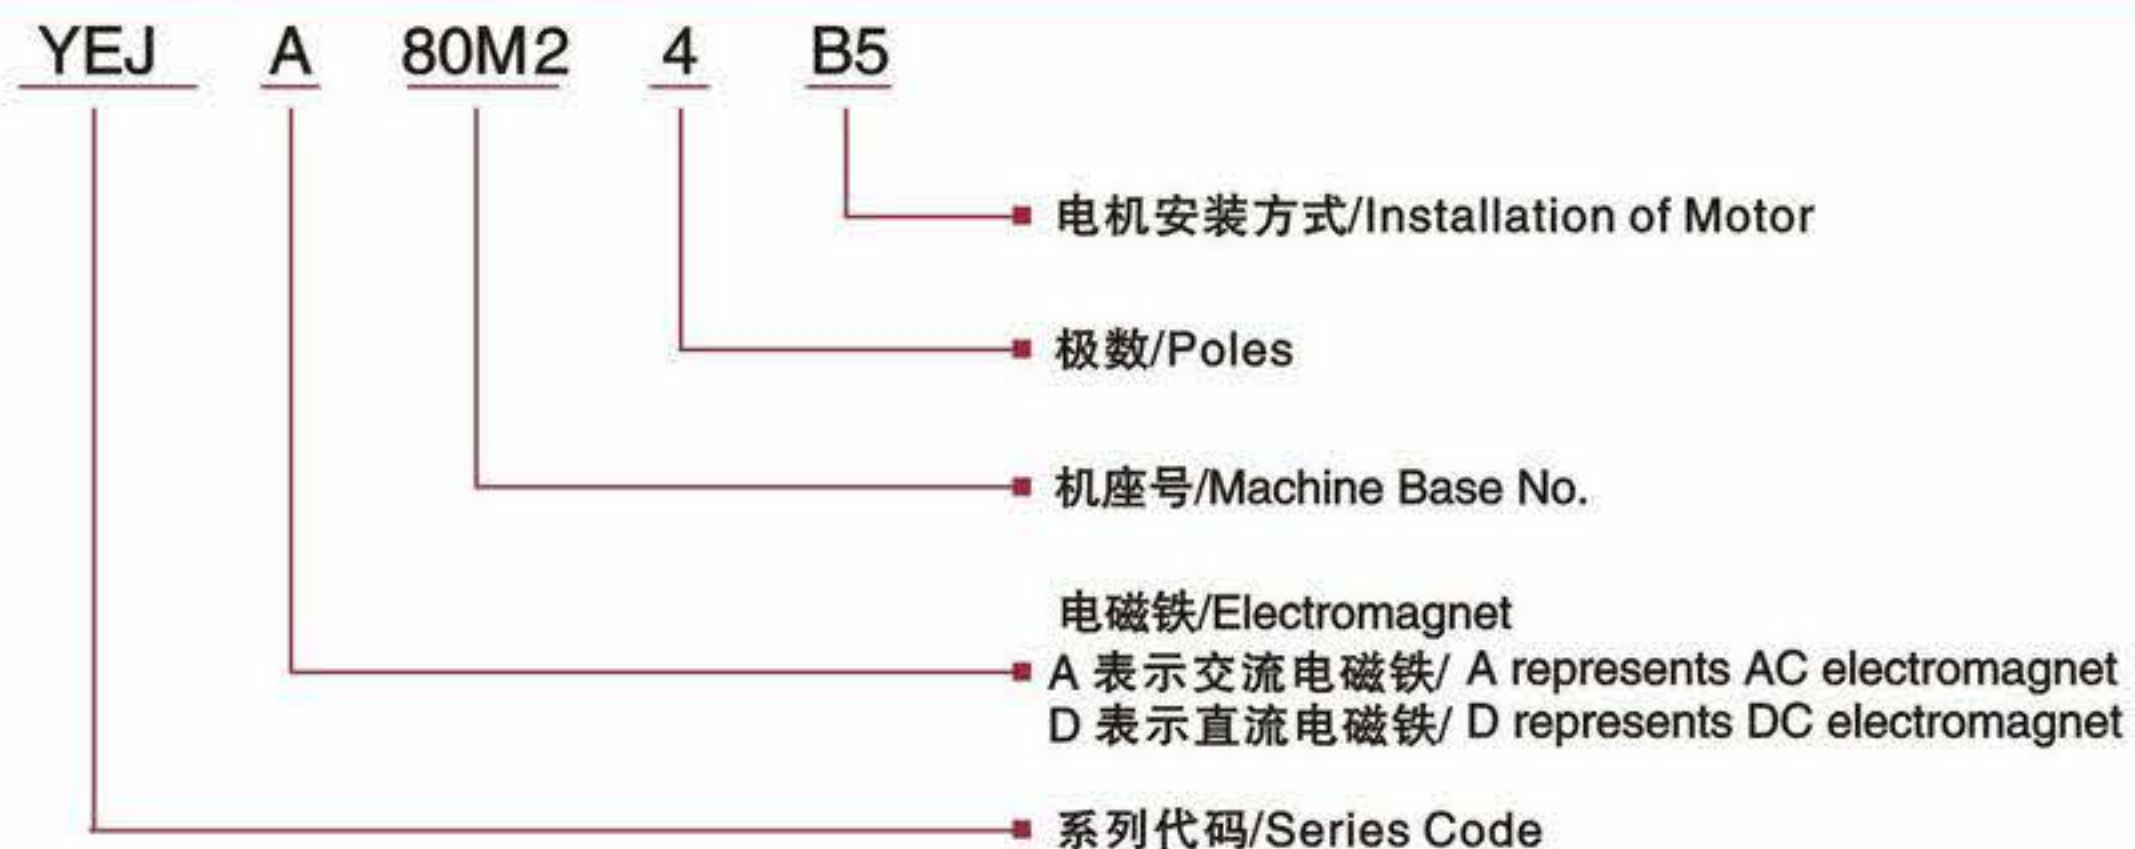 YEJ A 80M2 4 B5
电机安装方式/Installation of Motor
极数/Poles
机座号/Machine Base No.
电磁铁/Electromagnet
A 表示交流电磁铁/ A represents AC electromagnet
D 表示直流电磁铁/ D represents DC electromagnet
系列代码/Series Code